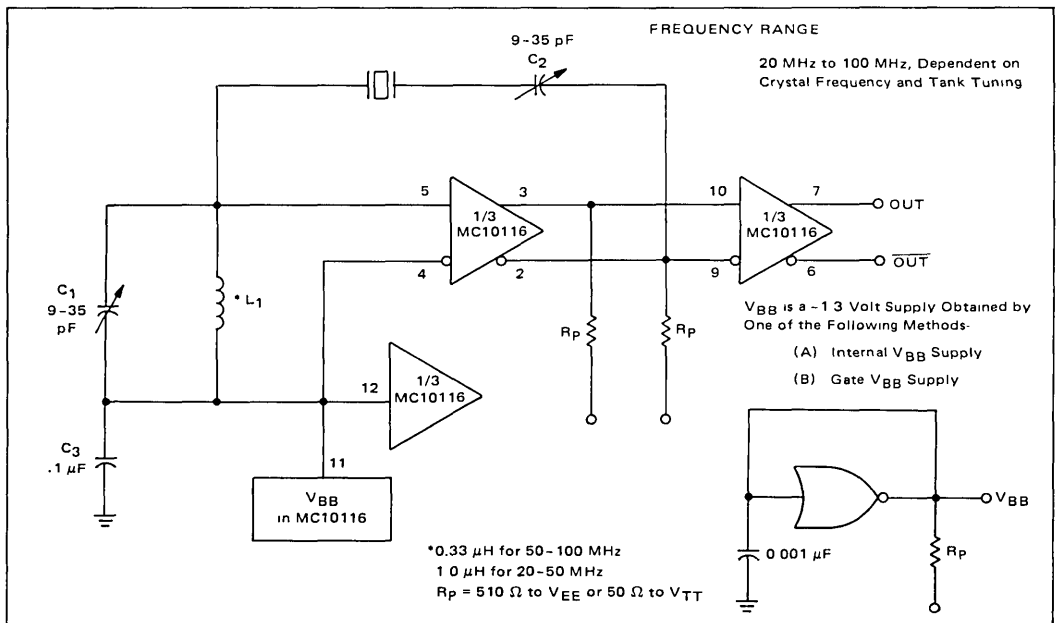 FREQUENCY RANGE
20 MHz to 100 MHz, Dependent on
Crystal Frequency and Tank Tuning
9-35 pF
C2
5
3
10
7
OUT
1/3
MC10116
1/3
MC10116
4
2
9
6
OUT
C1
9-35
pF
*L1
RP
RP
VBB is a ~1 3 Volt Supply Obtained by
One of the Following Methods-
(A) Internal VBB Supply
(B) Gate VBB Supply
12
1/3
MC10116
C3
.1 µF
11
VBB
in MC10116
VBB
0 001 µF
RP
*0.33 µH for 50-100 MHz
1 0 µH for 20-50 MHz
RP = 510 Ω to VEE or 50 Ω to VTT